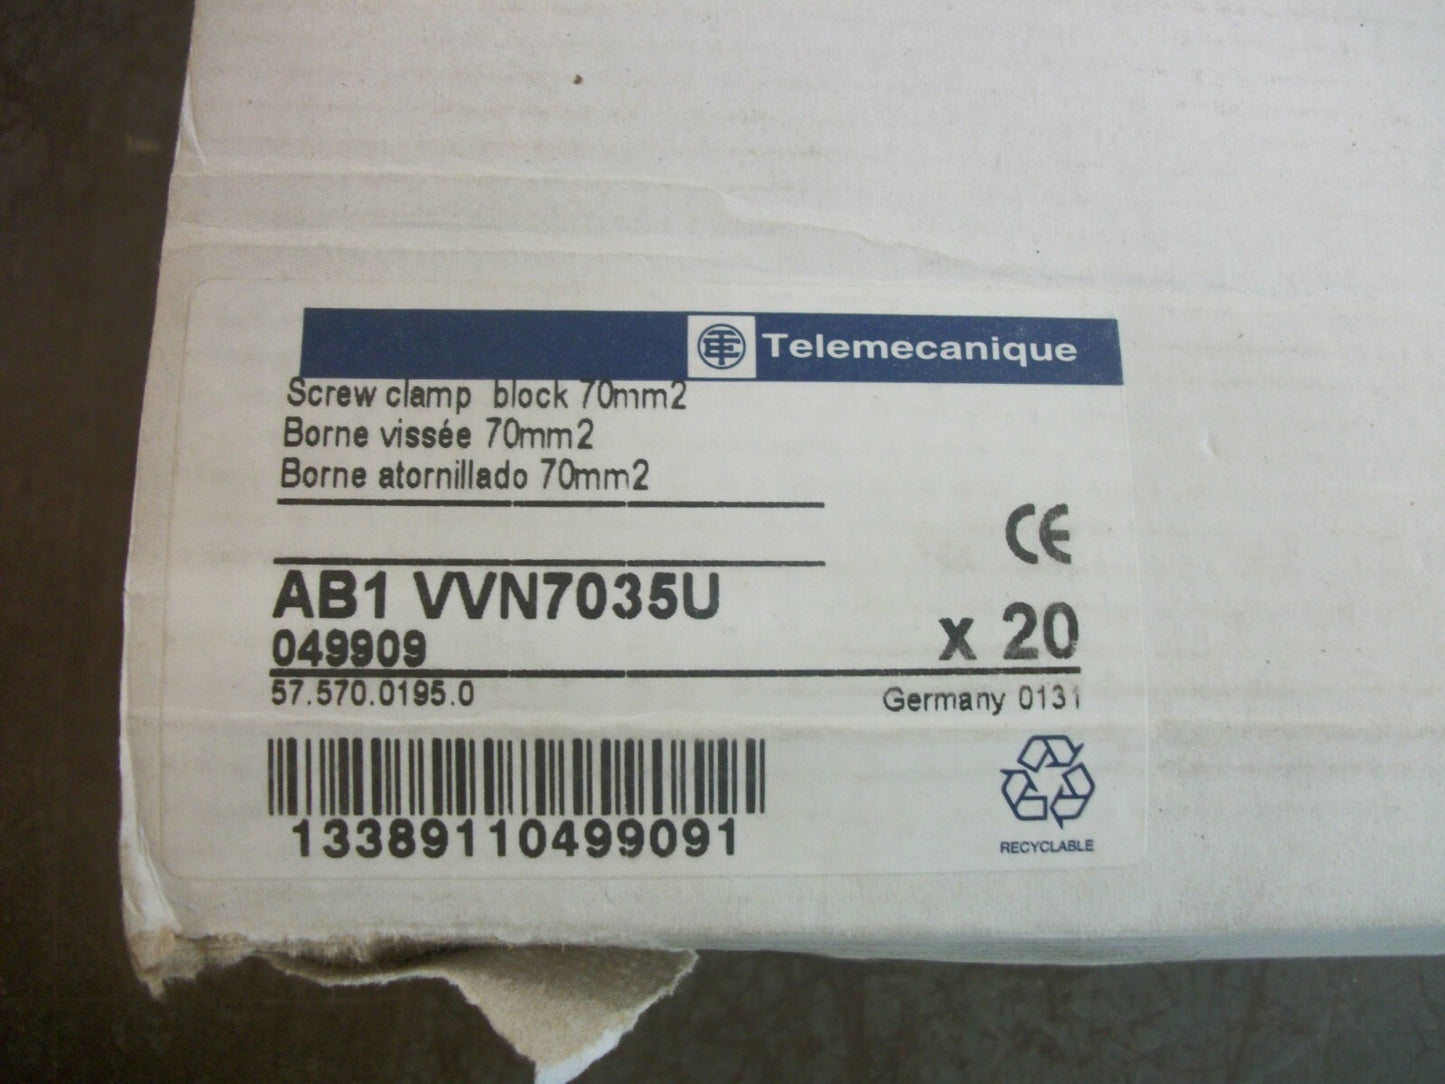 Telemecanique
Screw clamp block 70mm2
Borne vissée 70mm2
Borne atornillado 70mm2
CE
AB1 VVN7035U
049909
x 20
57.570.0195.0
Germany 0131
13389110499091
RECYCLABLE